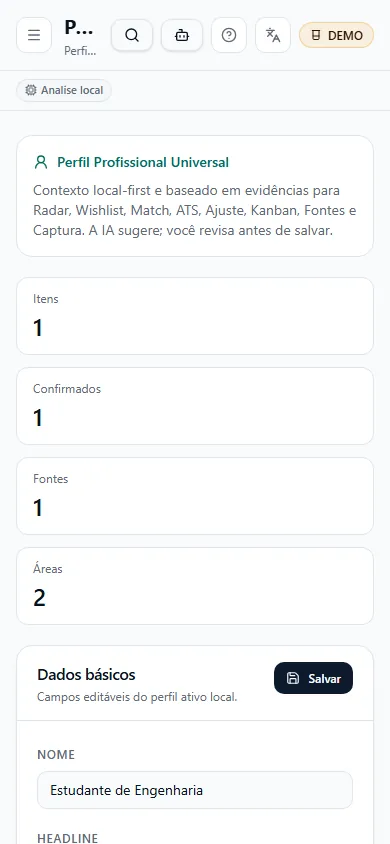 P...
Perfi...
DEMO
Analise local
Perfil Profissional Universal
Contexto local-first e baseado em evidências para
Radar, Wishlist, Match, ATS, Ajuste, Kanban, Fontes e
Captura. A IA sugere; você revisa antes de salvar.
Itens
1
Confirmados
1
Fontes
1
Áreas
2
Dados básicos
Salvar
Campos editáveis do perfil ativo local.
NOME
Estudante de Engenharia
HEADLINE